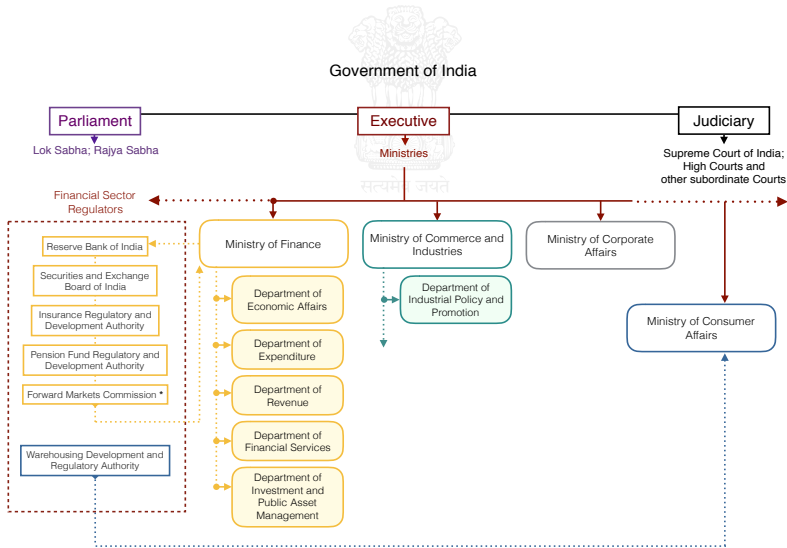 Government of India
Parliament
Executive
Judiciary
Lok Sabha; Rajya Sabha
Ministries
Supreme Court of India;
High Courts and
other subordinate Courts
सत्यमेव जयते
Financial Sector
Regulators
Reserve Bank of India
Securities and Exchange
Board of India
Insurance Regulatory and
Development Authority
Pension Fund Regulatory and
Development Authority
Forward Markets Commission *
Warehousing Development and
Regulatory Authority
Ministry of Finance
Department of
Economic Affairs
Department of
Expenditure
Department of
Revenue
Department of
Financial Services
Department of
Investment and
Public Asset
Management
Ministry of Commerce and
Industries
Department of
Industrial Policy and
Promotion
Ministry of Corporate
Affairs
Ministry of Consumer
Affairs